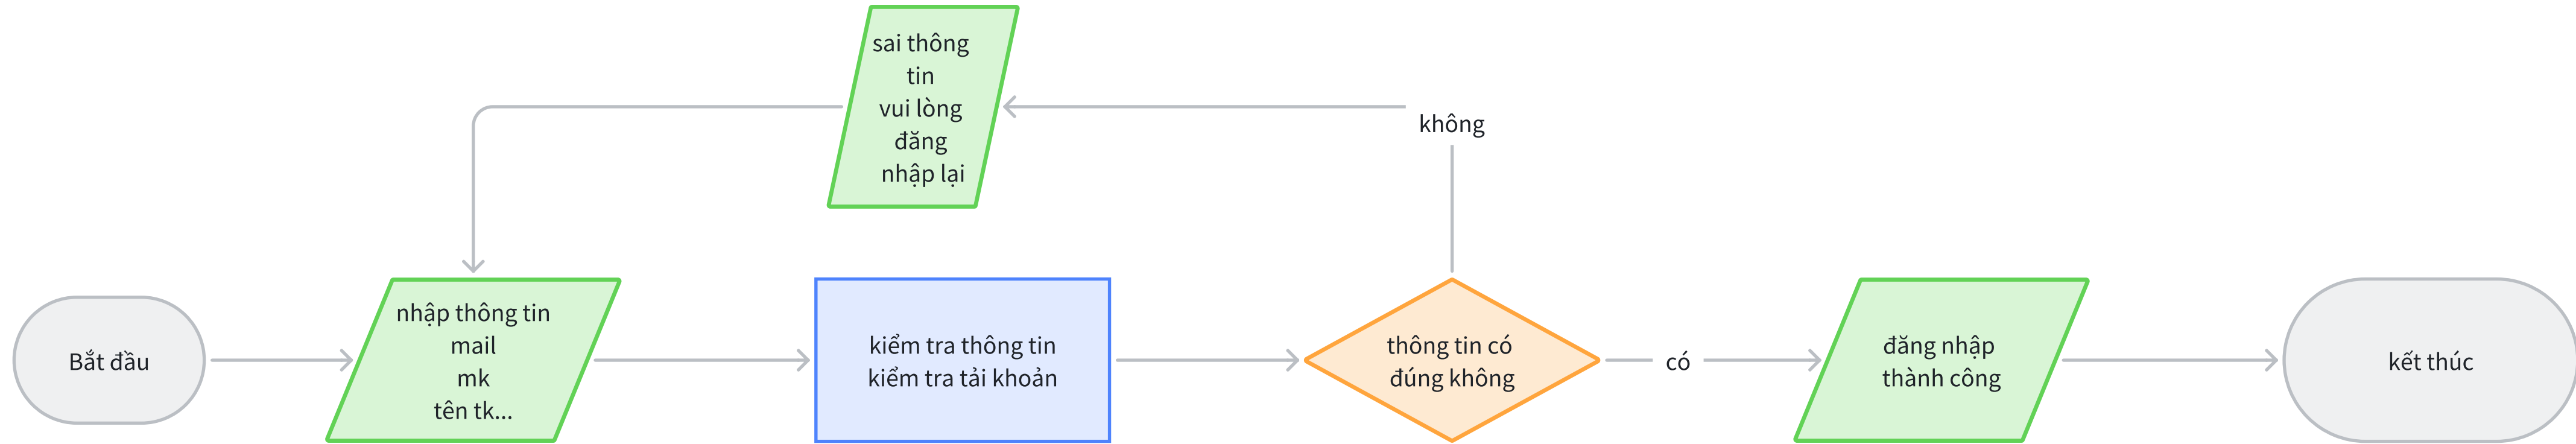 sai thông
tin
vui lòng
đăng
nhập lại
không
Bắt đầu
nhập thông tin
mail
mk
tên tk...
kiểm tra thông tin
kiểm tra tải khoản
thông tin có
đúng không
có
đăng nhập
thành công
kết thúc